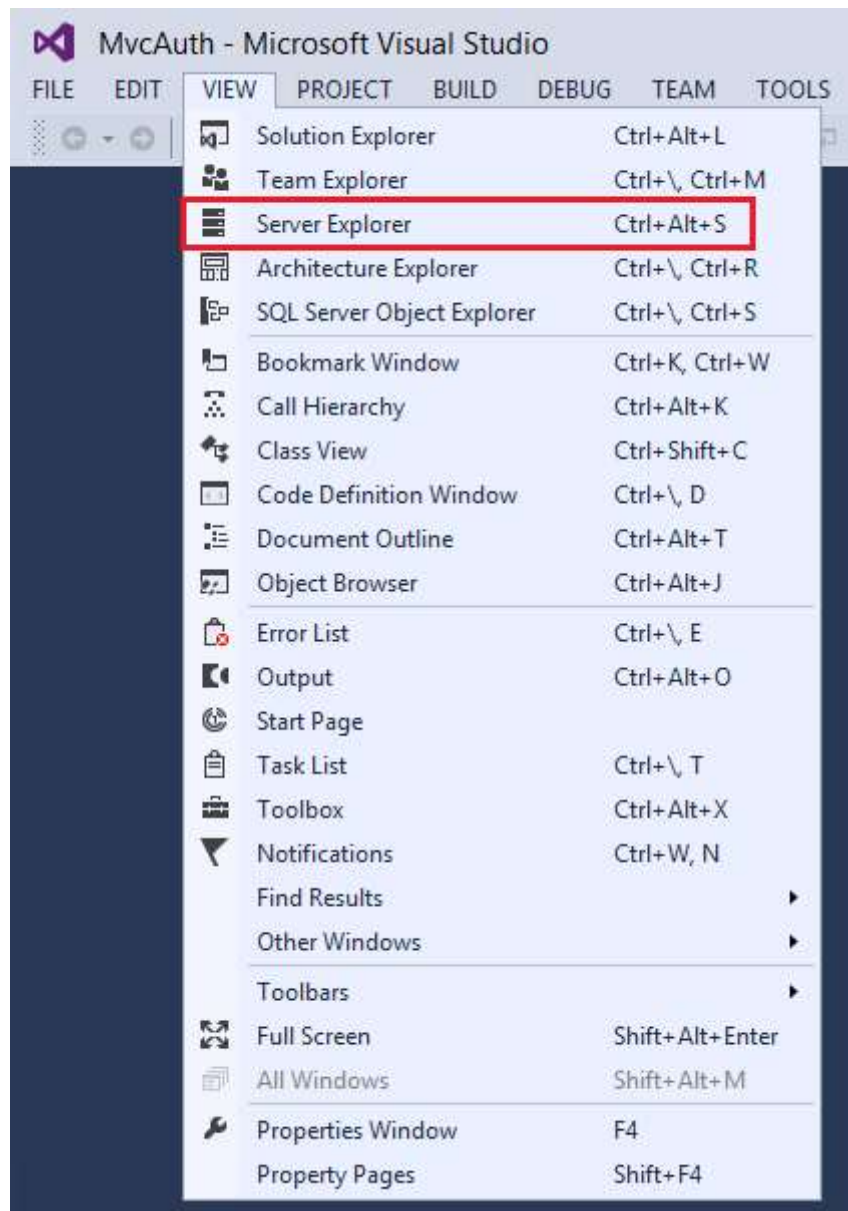 MvcAuth - Microsoft Visual Studio
FILE EDIT VIEW PROJECT BUILD DEBUG TEAM TOOLS
Solution Explorer Ctrl+Alt+L
Team Explorer Ctrl+\, Ctrl+M
Server Explorer Ctrl+Alt+S
Architecture Explorer Ctrl+\, Ctrl+R
SQL Server Object Explorer Ctrl+\, Ctrl+S
Bookmark Window Ctrl+K, Ctrl+W
Call Hierarchy Ctrl+Alt+K
Class View Ctrl+Shift+C
Code Definition Window Ctrl+\, D
Document Outline Ctrl+Alt+T
Object Browser Ctrl+Alt+J
Error List Ctrl+\, E
Output Ctrl+Alt+O
Start Page
Task List Ctrl+\, T
Toolbox Ctrl+Alt+X
Notifications Ctrl+W, N
Find Results
Other Windows
Toolbars
Full Screen Shift+Alt+Enter
All Windows Shift+Alt+M
Properties Window F4
Property Pages Shift+F4